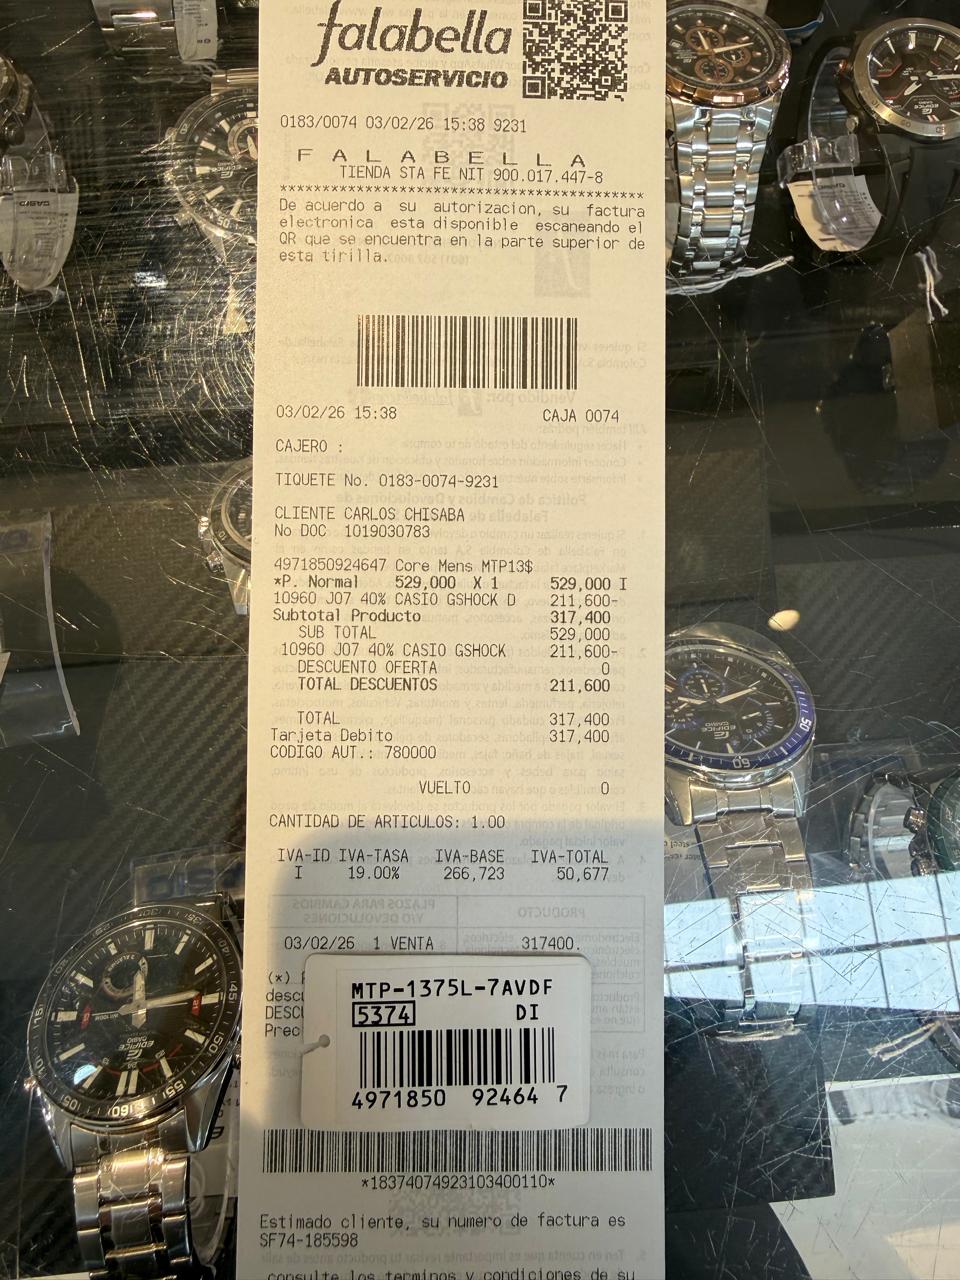 falabella
AUTOSERVICIO
0183/0074 03/02/26 15:38 9231
F A L A B E L L A
TIENDA STA FE NIT 900.017.447-8
******************************************
De acuerdo a su autorizacion, su factura
electronica esta disponible escaneando el
QR que se encuentra en la parte superior de
esta tirilla.
03/02/26 15:38 CAJA 0074
CAJERO :
TIQUETE No. 0183-0074-9231
CLIENTE CARLOS CHISABA
No DOC 1019030783
4971850924647 Core Mens MTP13$
*P. Normal 529,000 X 1 529,000 I
10960 J07 40% CASIO GSHOCK D 211,600-
Subtotal Producto 317,400
SUB TOTAL 529,000
10960 J07 40% CASIO GSHOCK 211,600-
DESCUENTO OFERTA 0
TOTAL DESCUENTOS 211,600
TOTAL 317,400
Tarjeta Debito 317,400
CODIGO AUT.: 780000
VUELTO 0
CANTIDAD DE ARTICULOS: 1.00
IVA-ID IVA-TASA IVA-BASE IVA-TOTAL
I 19.00% 266,723 50,677
03/02/26 1 VENTA 317400.
(*)
MTP-1375L-7AVDF
5374 DI
4971850 92464 7
*18374074923103400110*
Estimado cliente, su numero de factura es
SF74-185598
consulte los terminos y condiciones de su
EDIFICE
CASIO